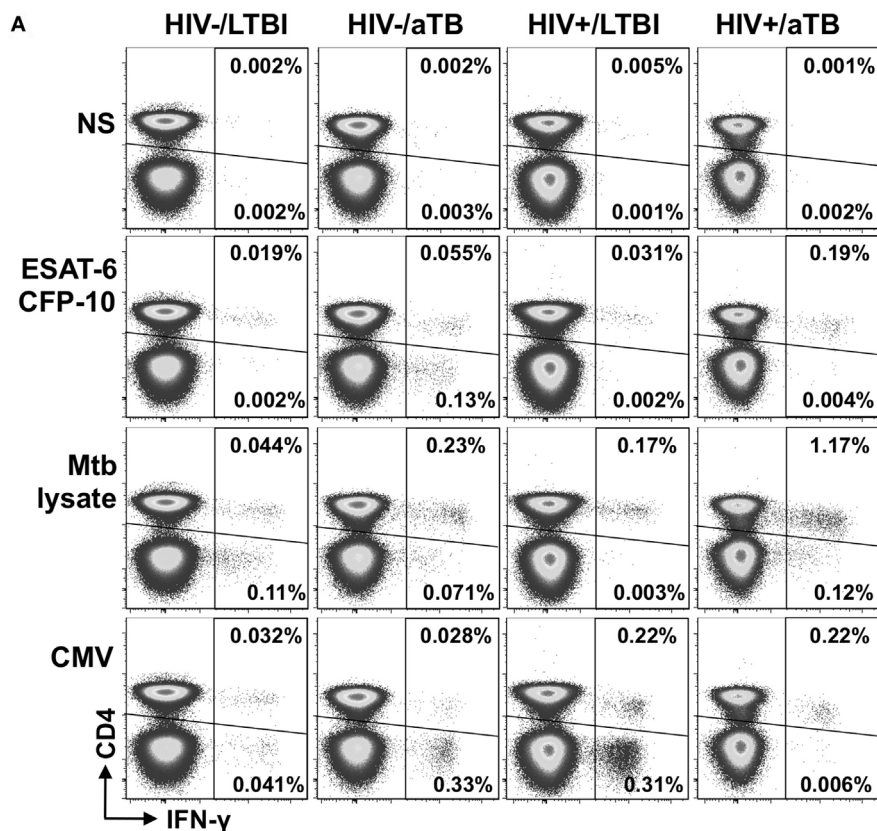 A
HIV-/LTBI HIV-/aTB HIV+/LTBI HIV+/aTB
NS
0.002% 0.002% 0.005% 0.001%
0.002% 0.003% 0.001% 0.002%
ESAT-6
CFP-10
0.019% 0.055% 0.031% 0.19%
0.002% 0.13% 0.002% 0.004%
Mtb
lysate
0.044% 0.23% 0.17% 1.17%
0.11% 0.071% 0.003% 0.12%
CMV
0.032% 0.028% 0.22% 0.22%
0.041% 0.33% 0.31% 0.006%
CD4
IFN-γ